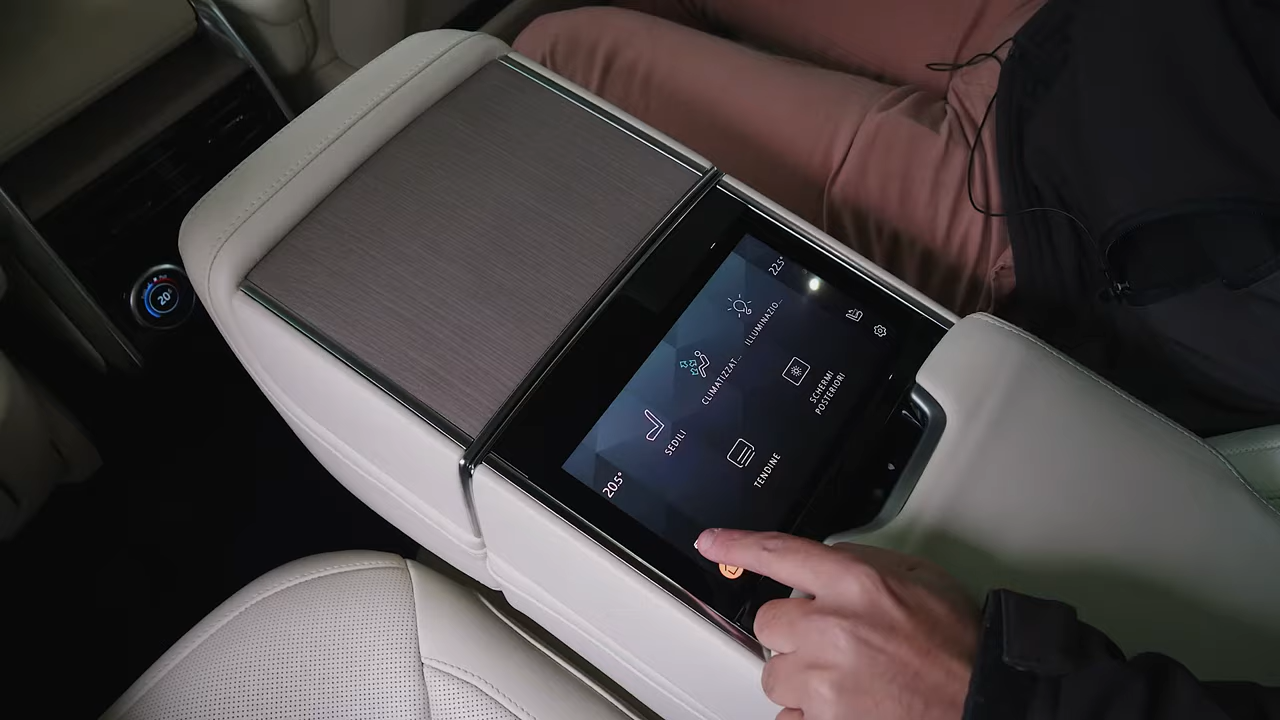 20.5°
22.5°
SEDILI
CLIMATIZZAT...
ILLUMINAZIO...
TENDINE
SCHERMI
POSTERIORI
20°